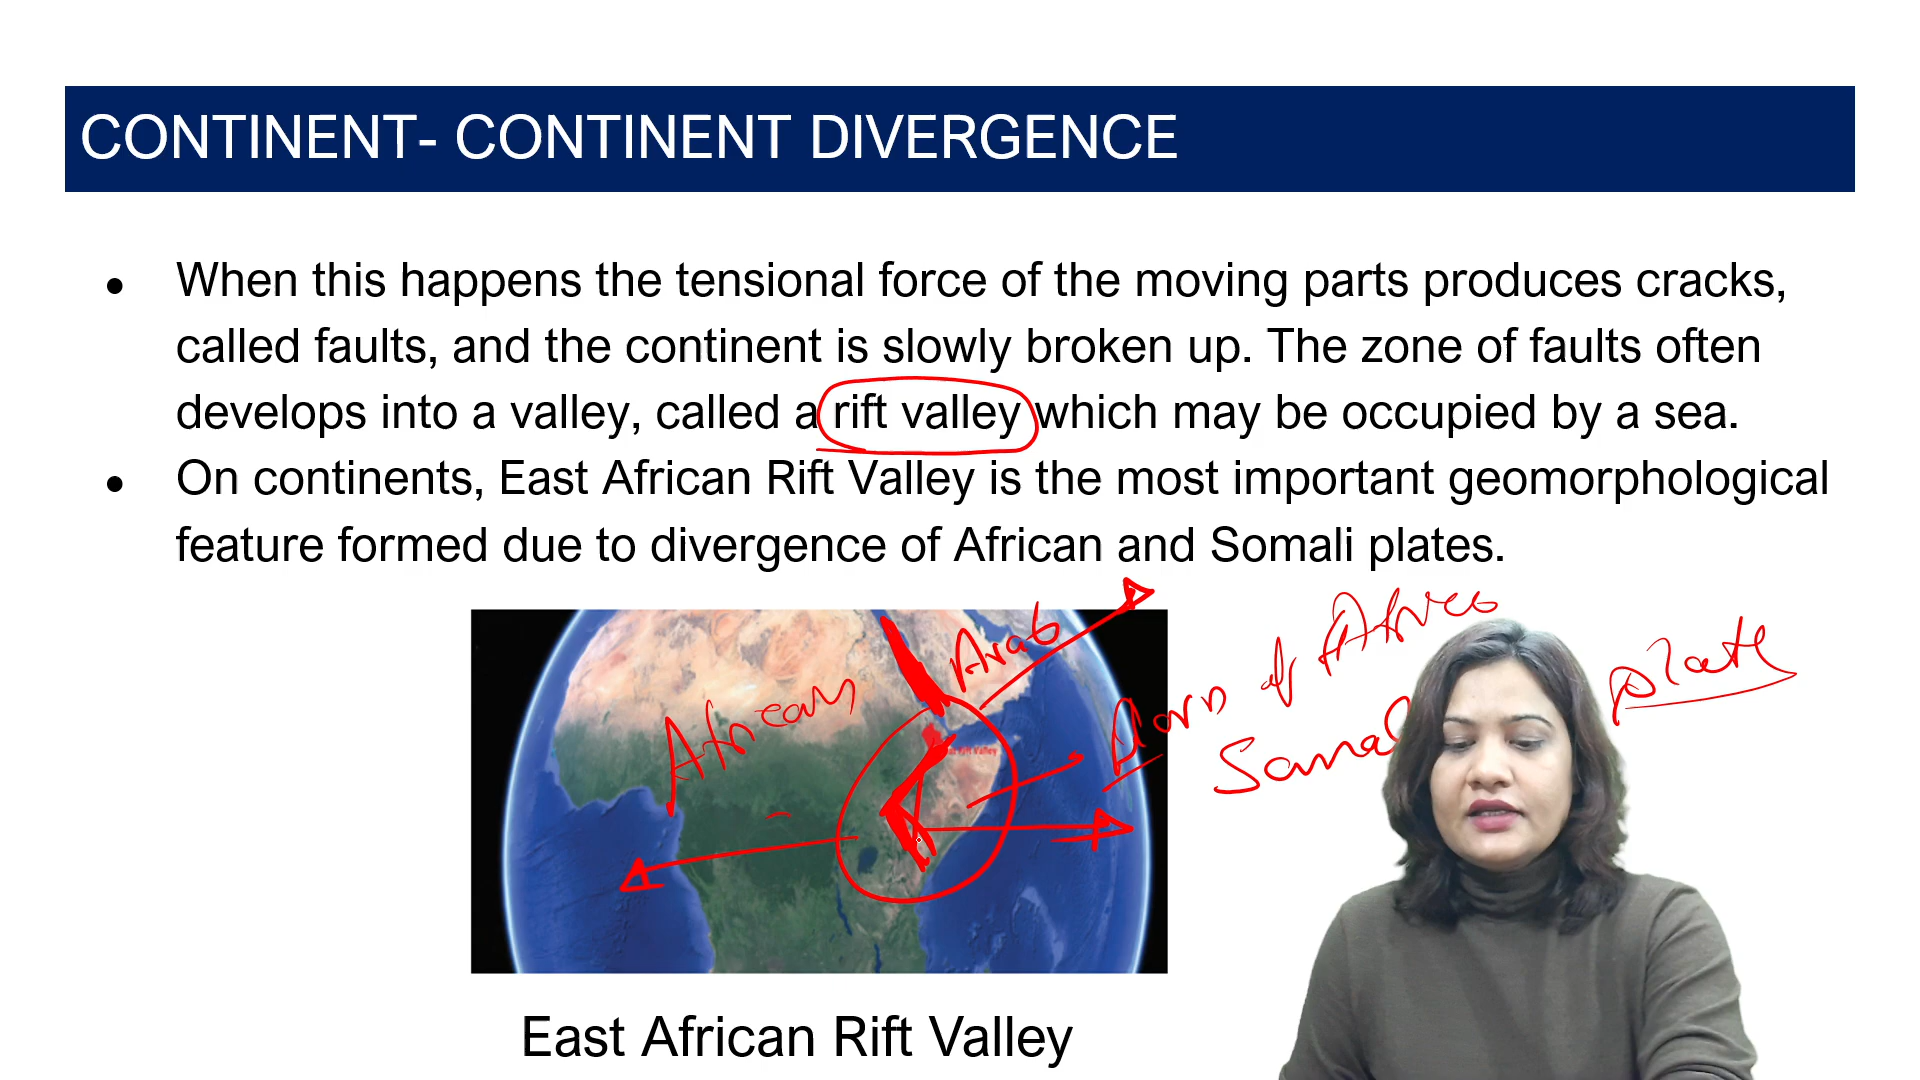 CONTINENT- CONTINENT DIVERGENCE
● When this happens the tensional force of the moving parts produces cracks,
called faults, and the continent is slowly broken up. The zone of faults often
develops into a valley, called a rift valley which may be occupied by a sea.
● On continents, East African Rift Valley is the most important geomorphological
feature formed due to divergence of African and Somali plates.
Arab
African
Horn of Africa
Somali plate
Rift Valley
East African Rift Valley